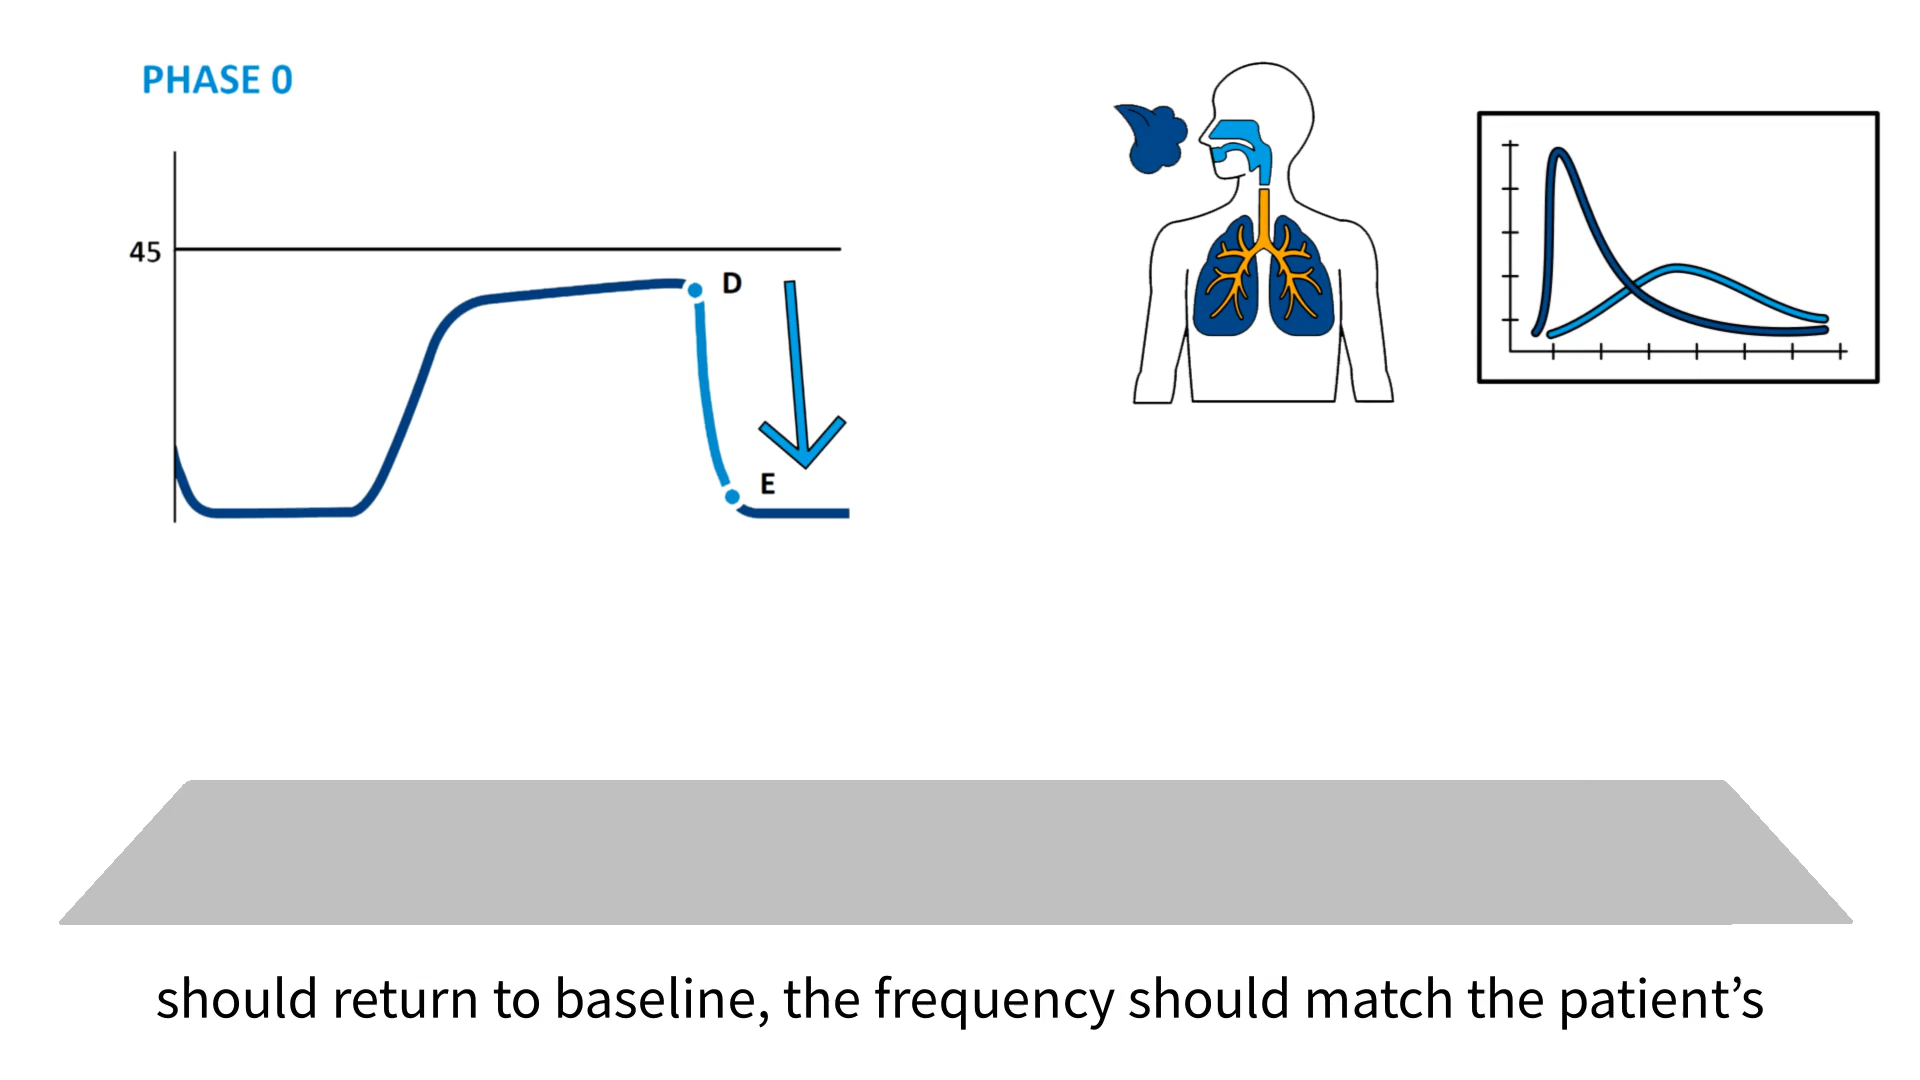 PHASE 0
45
D
E
should return to baseline, the frequency should match the patient’s